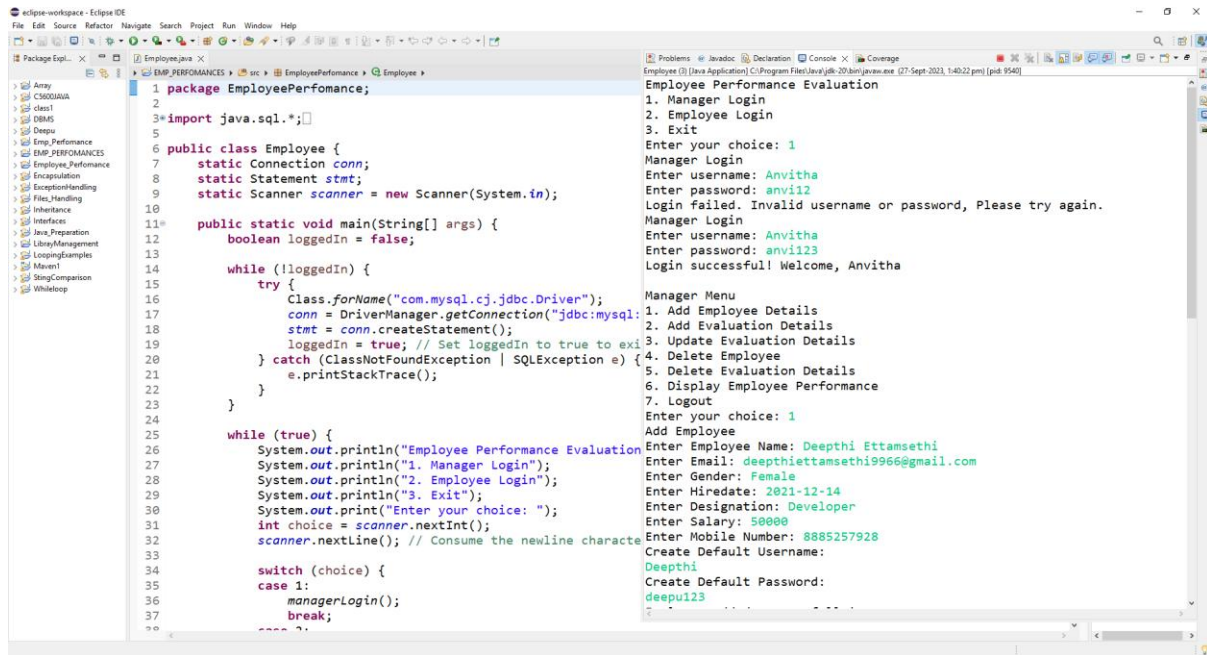 eclipse-workspace - Eclipse IDE
File Edit Source Refactor Navigate Search Project Run Window Help
Package Expl...
Array
CS600JAVA
class1
DBMS
Deepu
Emp_Perfomance
EMP_PERFOMANCES
Employee_Perfomance
Encapsulation
ExceptionHandling
Files_Handling
Inheritance
Interfaces
Java_Preparation
LibrayManagement
LoopingExamples
Maven1
StingComparison
Whileloop
Employee.java
EMP_PERFOMANCES src EmployeePerfomance Employee
1 package EmployeePerfomance;
2
3 import java.sql.*;
5
6 public class Employee {
7 static Connection conn;
8 static Statement stmt;
9 static Scanner scanner = new Scanner(System.in);
10
11 public static void main(String[] args) {
12 boolean loggedIn = false;
13
14 while (!loggedIn) {
15 try {
16 Class.forName("com.mysql.cj.jdbc.Driver");
17 conn = DriverManager.getConnection("jdbc:mysql:
18 stmt = conn.createStatement();
19 loggedIn = true; // Set loggedIn to true to exi
20 } catch (ClassNotFoundException | SQLException e) {
21 e.printStackTrace();
22 }
23 }
24
25 while (true) {
26 System.out.println("Employee Performance Evaluation
27 System.out.println("1. Manager Login");
28 System.out.println("2. Employee Login");
29 System.out.println("3. Exit");
30 System.out.print("Enter your choice: ");
31 int choice = scanner.nextInt();
32 scanner.nextLine(); // Consume the newline characte
33
34 switch (choice) {
35 case 1:
36 managerLogin();
37 break;
Problems Javadoc Declaration Console Coverage
Employee (3) [Java Application] C:\Program Files\Java\jdk-20\bin\javaw.exe (27-Sept-2023, 1:40:22 pm) [pid: 9540]
Employee Performance Evaluation
1. Manager Login
2. Employee Login
3. Exit
Enter your choice: 1
Manager Login
Enter username: Anvitha
Enter password: anvi12
Login failed. Invalid username or password, Please try again.
Manager Login
Enter username: Anvitha
Enter password: anvi123
Login successful! Welcome, Anvitha
Manager Menu
1. Add Employee Details
2. Add Evaluation Details
3. Update Evaluation Details
4. Delete Employee
5. Delete Evaluation Details
6. Display Employee Performance
7. Logout
Enter your choice: 1
Add Employee
Enter Employee Name: Deepthi Ettamsethi
Enter Email: deepthiettamsethi9966@gmail.com
Enter Gender: Female
Enter Hiredate: 2021-12-14
Enter Designation: Developer
Enter Salary: 50000
Enter Mobile Number: 8885257928
Create Default Username:
Deepthi
Create Default Password:
deepu123